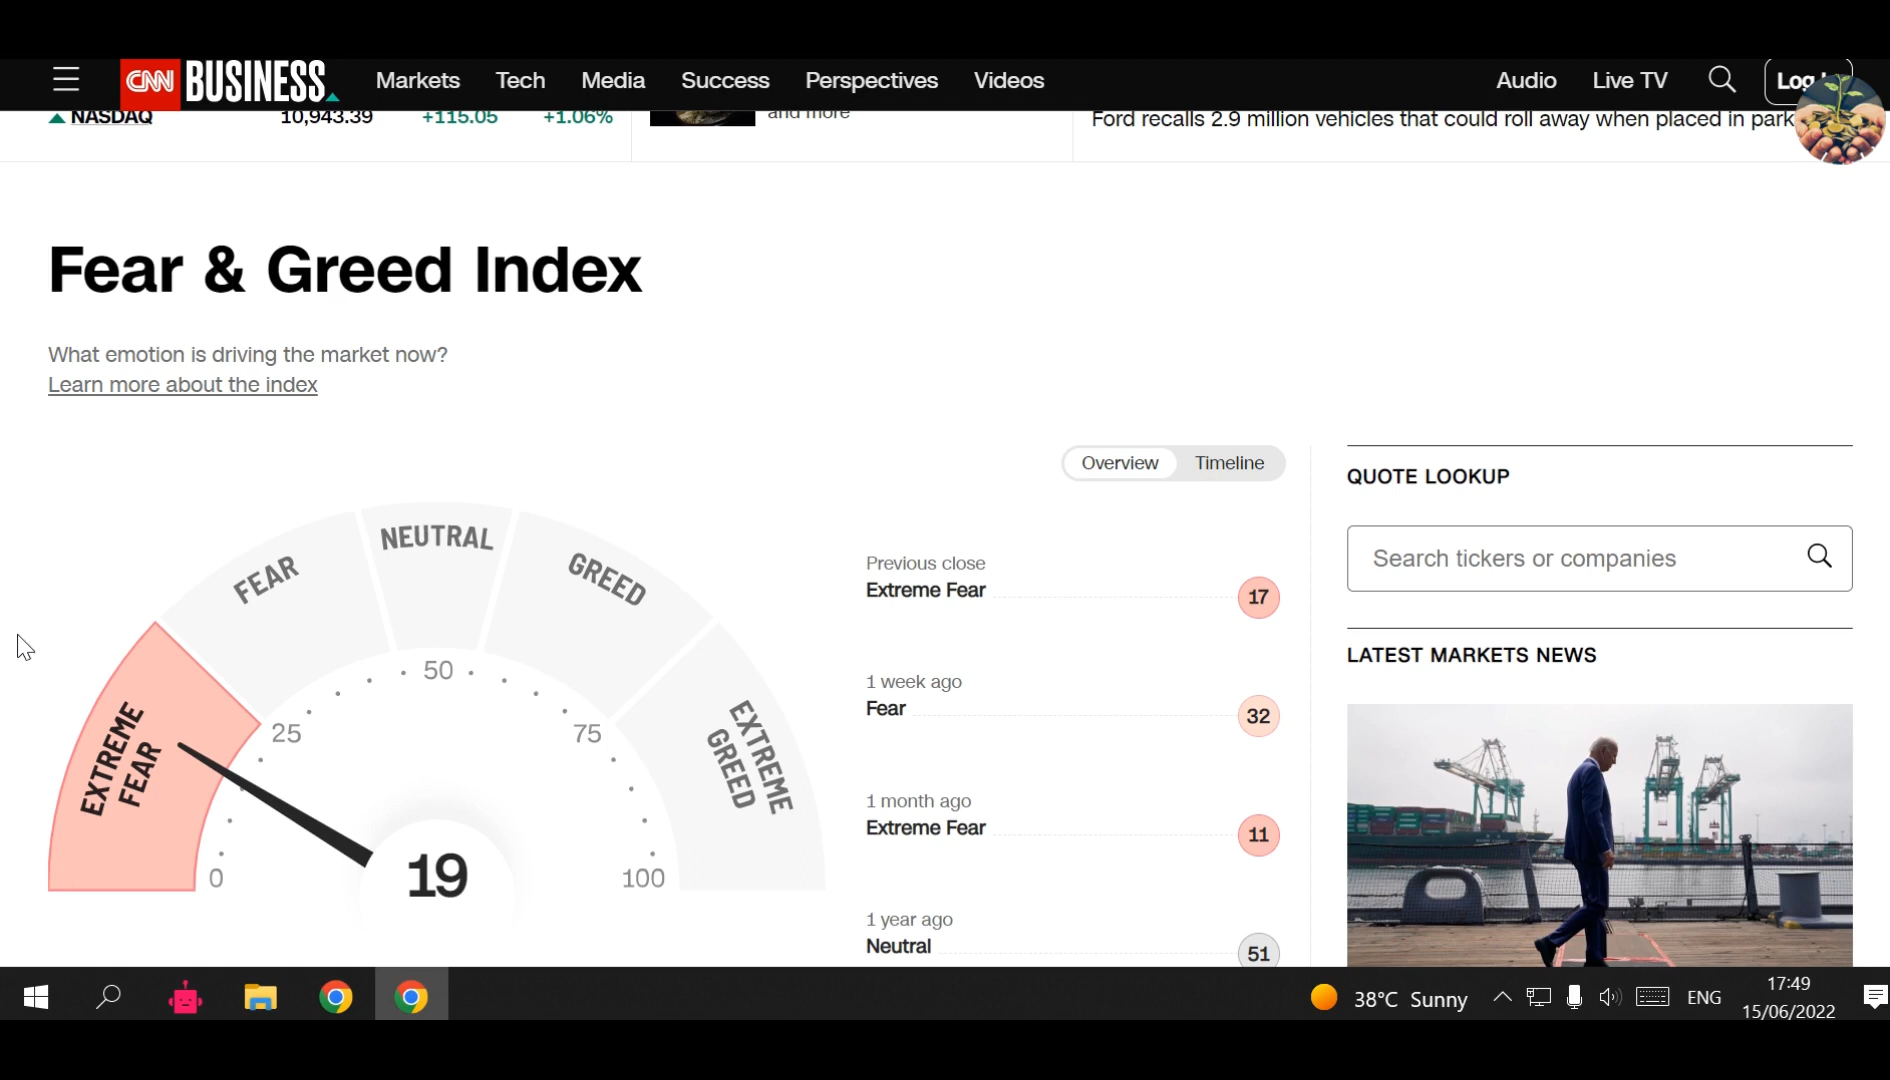 CNN BUSINESS Markets Tech Media Success Perspectives Videos Audio Live TV Log
NASDAQ 10,943.39 +115.05 +1.06% and more Ford recalls 2.9 million vehicles that could roll away when placed in park
Fear & Greed Index
What emotion is driving the market now?
Learn more about the index
Overview Timeline
EXTREME FEAR
FEAR
NEUTRAL
GREED
EXTREME GREED
0
25
50
75
100
19
Previous close
Extreme Fear 17
1 week ago
Fear 32
1 month ago
Extreme Fear 11
1 year ago
Neutral 51
QUOTE LOOKUP
Search tickers or companies
LATEST MARKETS NEWS
38°C Sunny ENG 17:49
15/06/2022